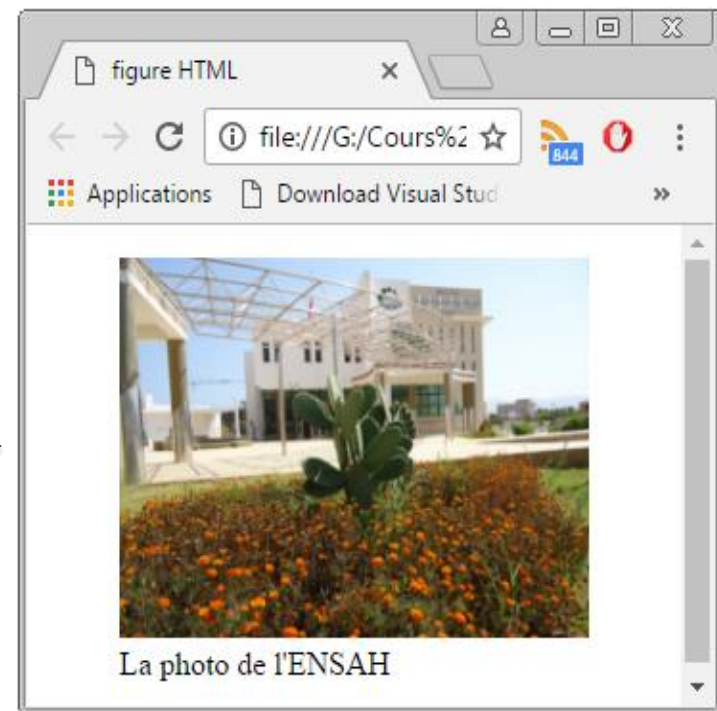 figure HTML
file:///G:/Cours%2
844
Applications Download Visual Stud
»
La photo de l'ENSAH